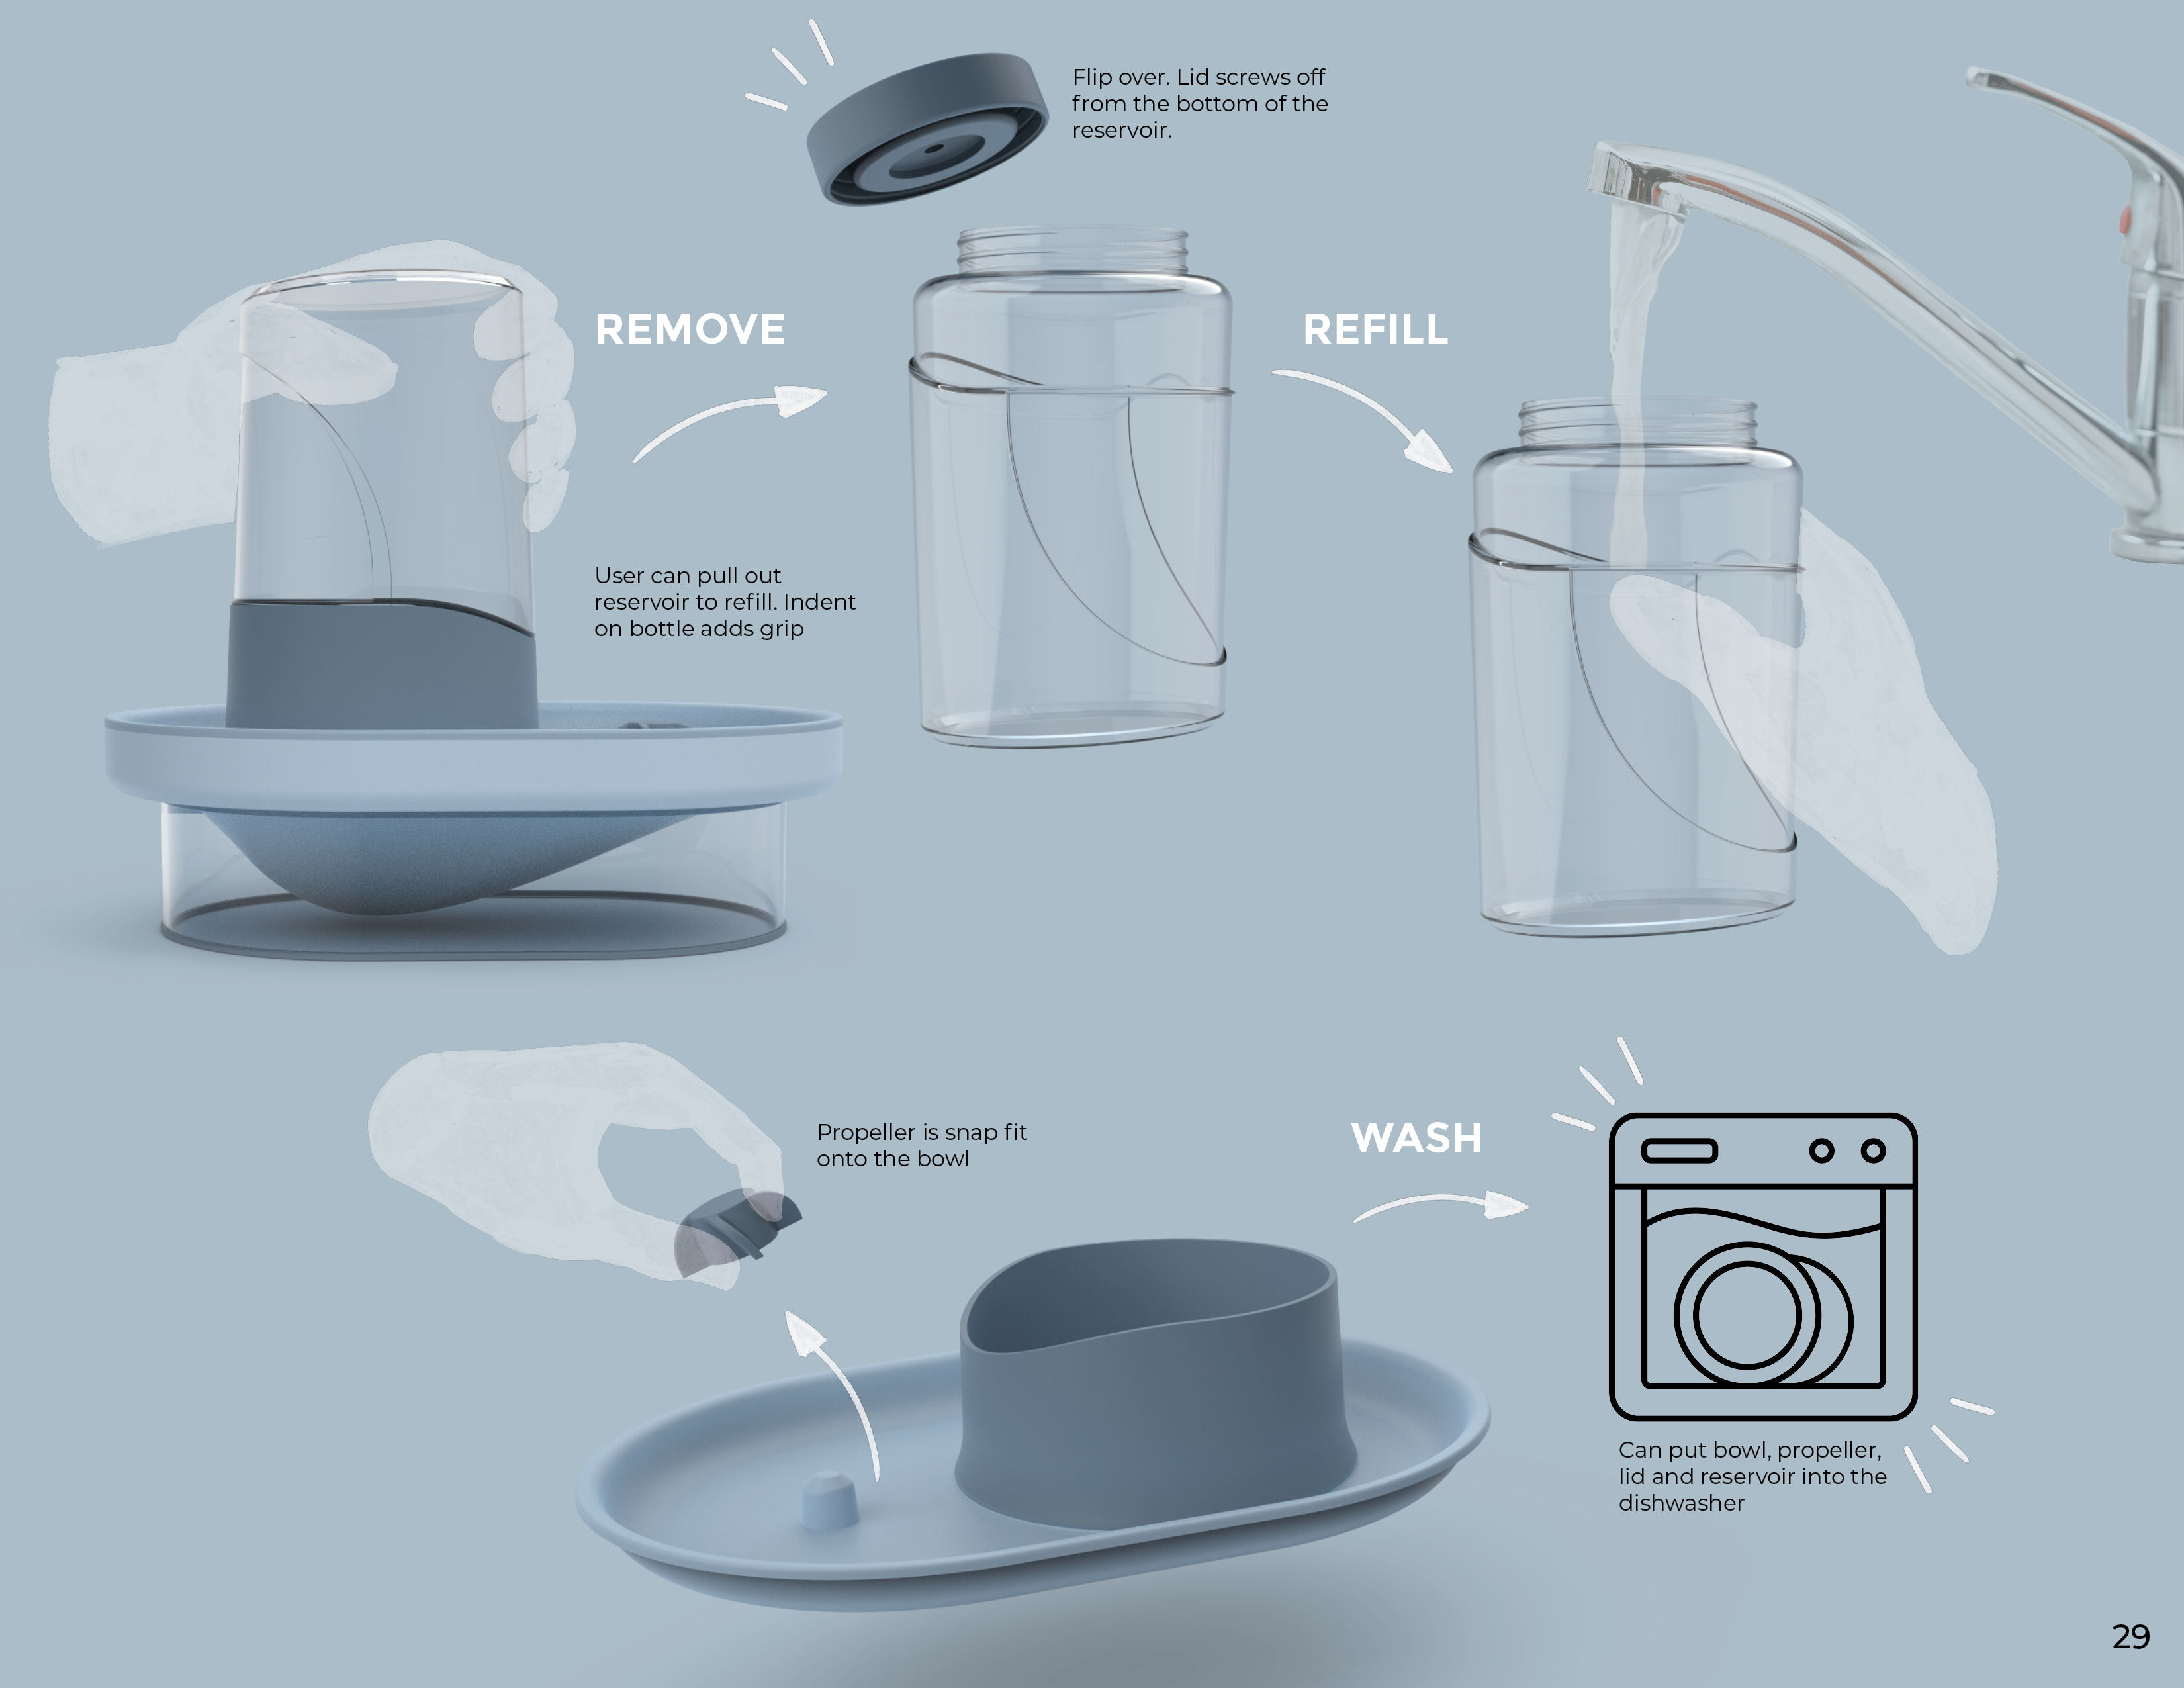 Flip over. Lid screws off
from the bottom of the
reservoir.
REMOVE
REFILL
User can pull out
reservoir to refill. Indent
on bottle adds grip
Propeller is snap fit
onto the bowl
WASH
Can put bowl, propeller,
lid and reservoir into the
dishwasher
29